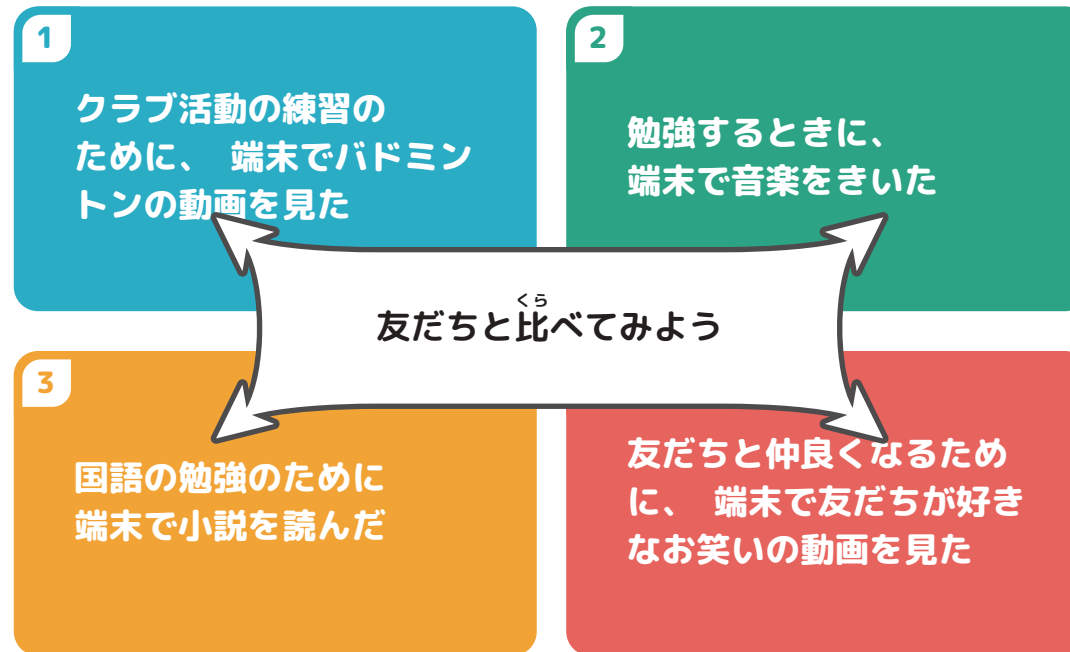 1
クラブ活動の練習の
ために、 端末でバドミン
トンの動画を見た
2
勉強するときに、
端末で音楽をきいた
くら
友だちと比べてみよう
3
国語の勉強のために
端末で小説を読んだ
友だちと仲良くなるため
に、 端末で友だちが好き
なお笑いの動画を見た